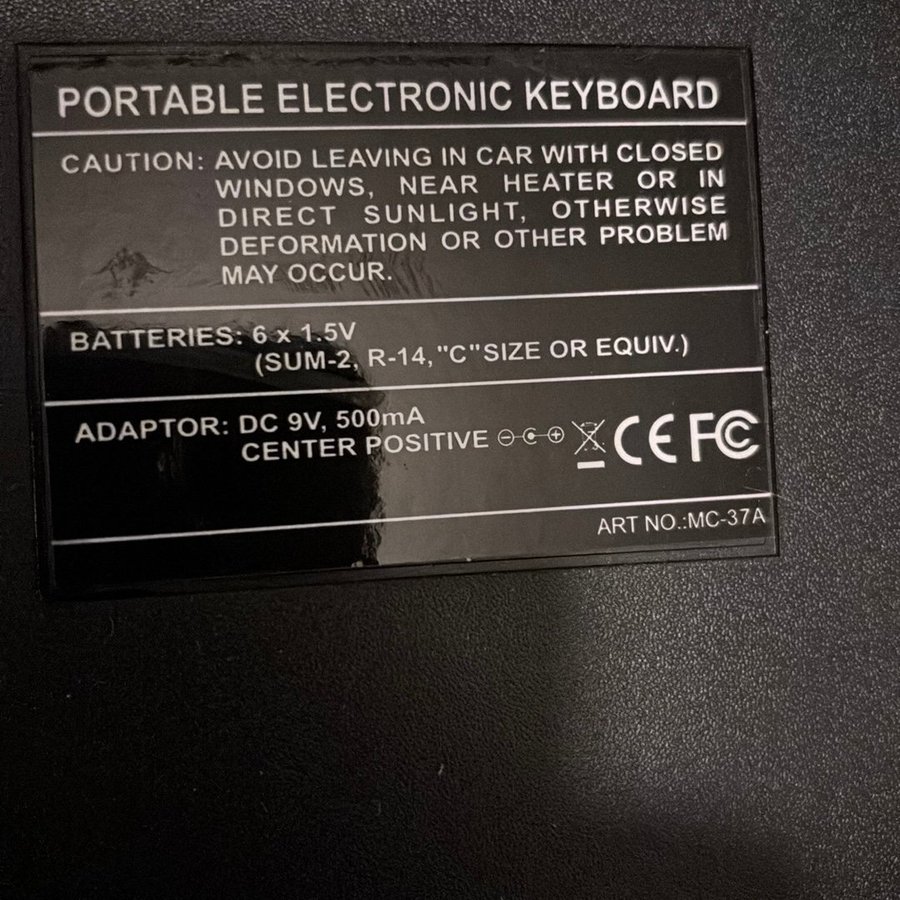 PORTABLE ELECTRONIC KEYBOARD
CAUTION: AVOID LEAVING IN CAR WITH CLOSED
WINDOWS, NEAR HEATER OR IN
DIRECT SUNLIGHT, OTHERWISE
DEFORMATION OR OTHER PROBLEM
MAY OCCUR.
BATTERIES: 6 x 1.5V
(SUM-2, R-14, "C" SIZE OR EQUIV.)
ADAPTOR: DC 9V, 500mA
CENTER POSITIVE CE FC
ART NO.:MC-37A